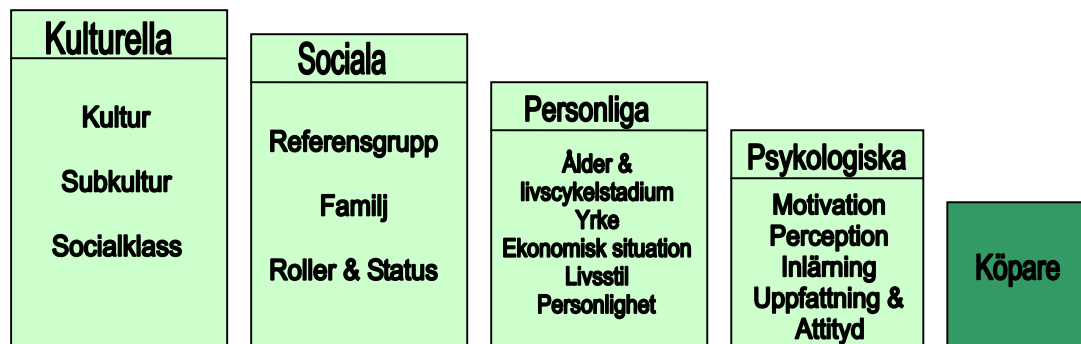 Kulturella
Kultur
Subkultur
Socialklass
Sociala
Referensgrupp
Familj
Roller & Status
Personliga
Ålder &
livscykelstadium
Yrke
Ekonomisk situation
Livsstil
Personlighet
Psykologiska
Motivation
Perception
Inlärning
Uppfattning &
Attityd
Köpare